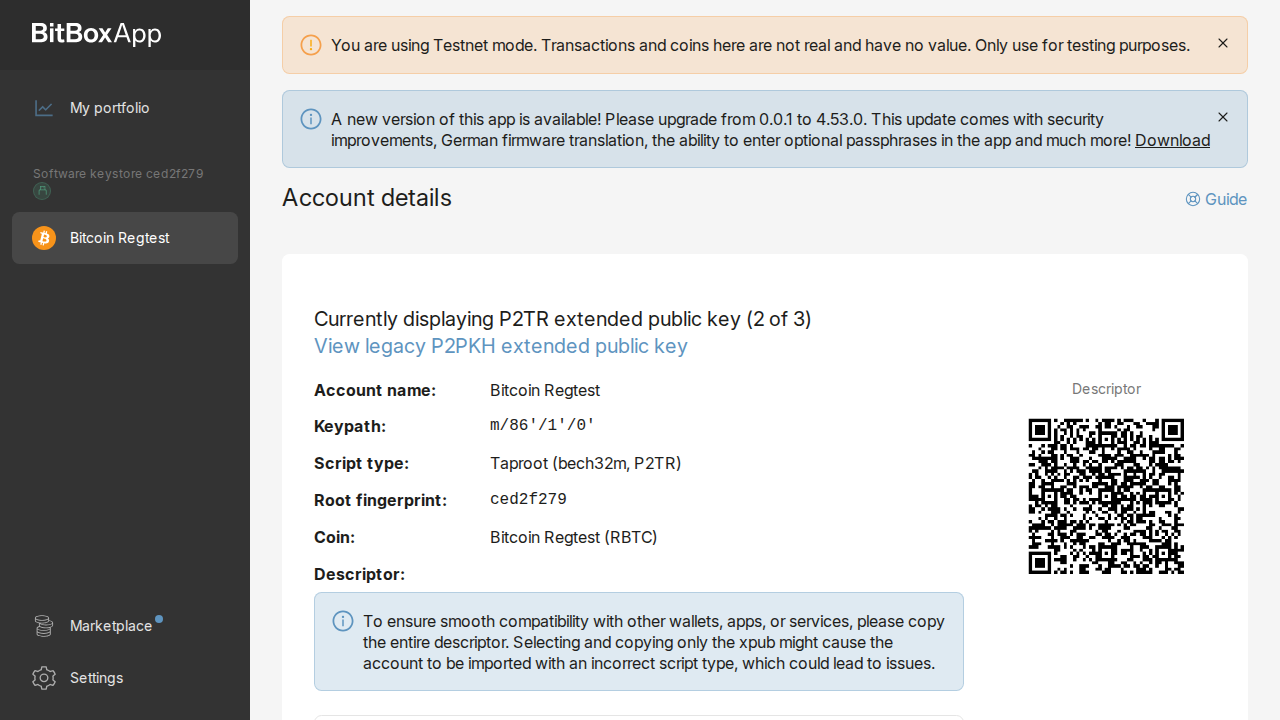 BitBoxApp
My portfolio
Software keystore ced2f279
Bitcoin Regtest
Marketplace
Settings
You are using Testnet mode. Transactions and coins here are not real and have no value. Only use for testing purposes.
A new version of this app is available! Please upgrade from 0.0.1 to 4.53.0. This update comes with security
improvements, German firmware translation, the ability to enter optional passphrases in the app and much more! Download
Account details
Guide
Currently displaying P2TR extended public key (2 of 3)
View legacy P2PKH extended public key
Account name: Bitcoin Regtest
Keypath: m/86'/1'/0'
Script type: Taproot (bech32m, P2TR)
Root fingerprint: ced2f279
Coin: Bitcoin Regtest (RBTC)
Descriptor:
To ensure smooth compatibility with other wallets, apps, or services, please copy
the entire descriptor. Selecting and copying only the xpub might cause the
account to be imported with an incorrect script type, which could lead to issues.
Descriptor